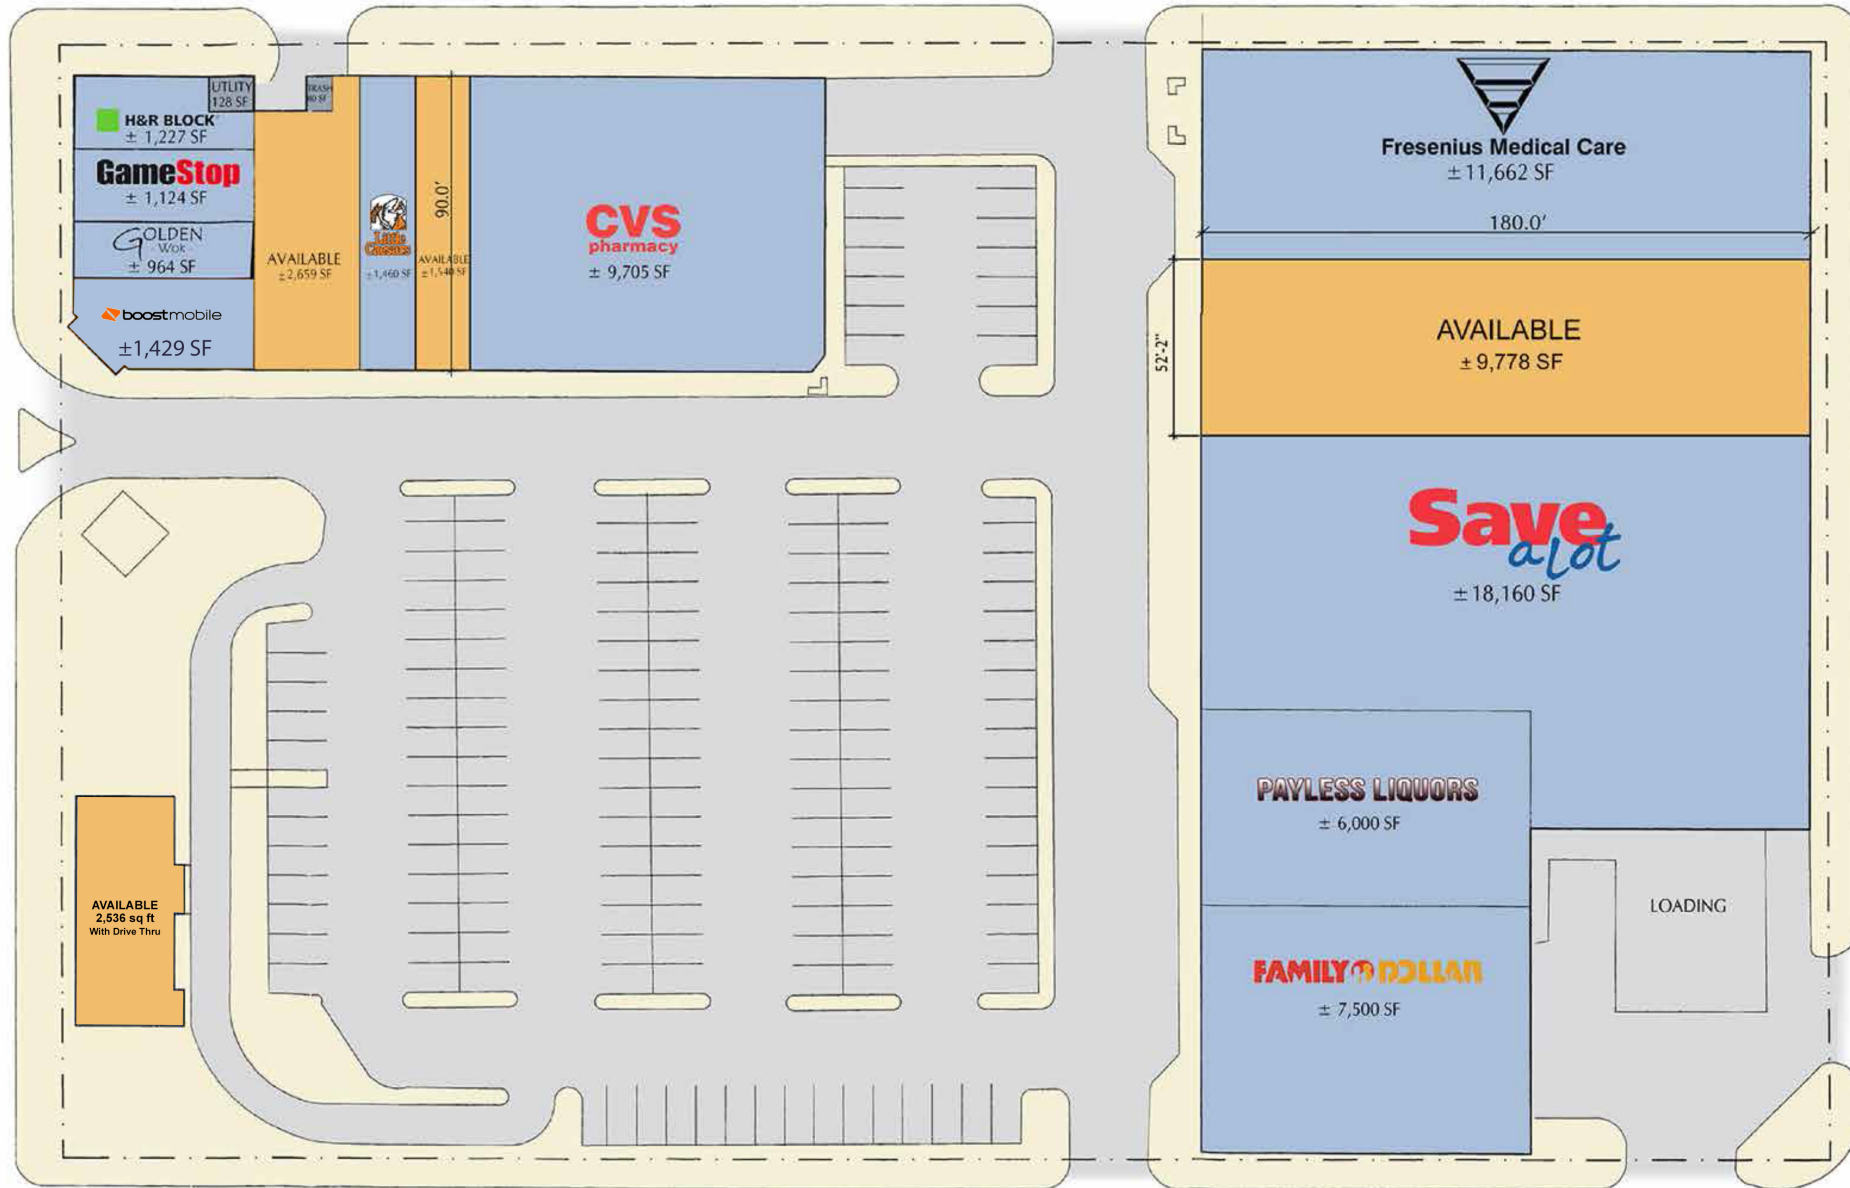 UTLITY
128 SF
TRASH
80 SF
H&R BLOCK
± 1,227 SF
GameStop
± 1,124 SF
GOLDEN
Wok
± 964 SF
boostmobile
±1,429 SF
AVAILABLE
±2,659 SF
Little
Caesars
±1,460 SF
90.0'
AVAILABLE
±1,540 SF
CVS
pharmacy
± 9,705 SF
Fresenius Medical Care
±11,662 SF
180.0'
52'-2"
AVAILABLE
±9,778 SF
Save
a lot
±18,160 SF
PAYLESS LIQUORS
± 6,000 SF
FAMILY DOLLAR
± 7,500 SF
LOADING
AVAILABLE
2,536 sq ft
With Drive Thru